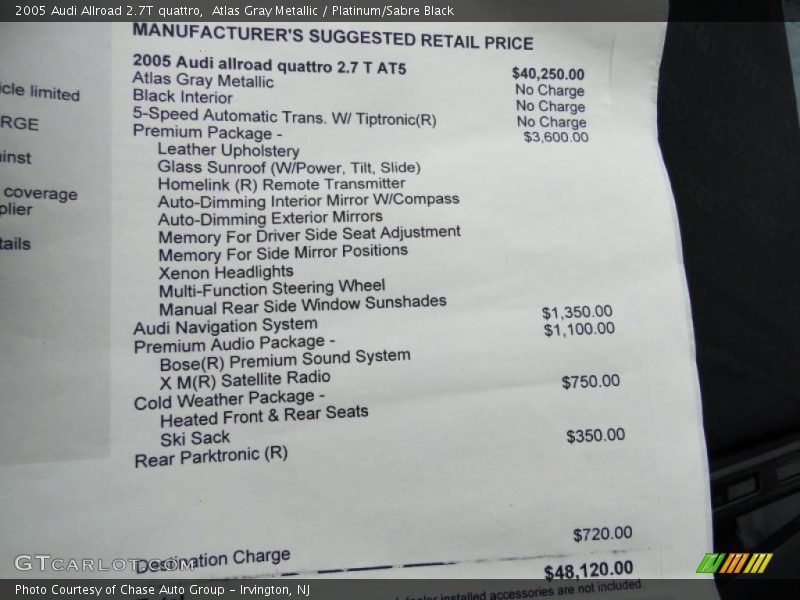 2005 Audi Allroad 2.7T quattro,  Atlas Gray Metallic / Platinum/Sabre Black
MANUFACTURER'S SUGGESTED RETAIL PRICE
2005 Audi allroad quattro 2.7 T AT5 $40,250.00
Atlas Gray Metallic No Charge
Black Interior No Charge
5-Speed Automatic Trans. W/ Tiptronic(R) No Charge
Premium Package - $3,600.00
Leather Upholstery
Glass Sunroof (W/Power, Tilt, Slide)
Homelink (R) Remote Transmitter
Auto-Dimming Interior Mirror W/Compass
Auto-Dimming Exterior Mirrors
Memory For Driver Side Seat Adjustment
Memory For Side Mirror Positions
Xenon Headlights
Multi-Function Steering Wheel
Manual Rear Side Window Sunshades
Audi Navigation System $1,350.00
Premium Audio Package - $1,100.00
Bose(R) Premium Sound System
X M(R) Satellite Radio
Cold Weather Package - $750.00
Heated Front & Rear Seats
Ski Sack
Rear Parktronic (R) $350.00
Destination Charge $720.00
$48,120.00
installed accessories are not included.
cle limited
RGE
inst
coverage
plier
tails
GTCARLOT.COM
Photo Courtesy of Chase Auto Group - Irvington, NJ